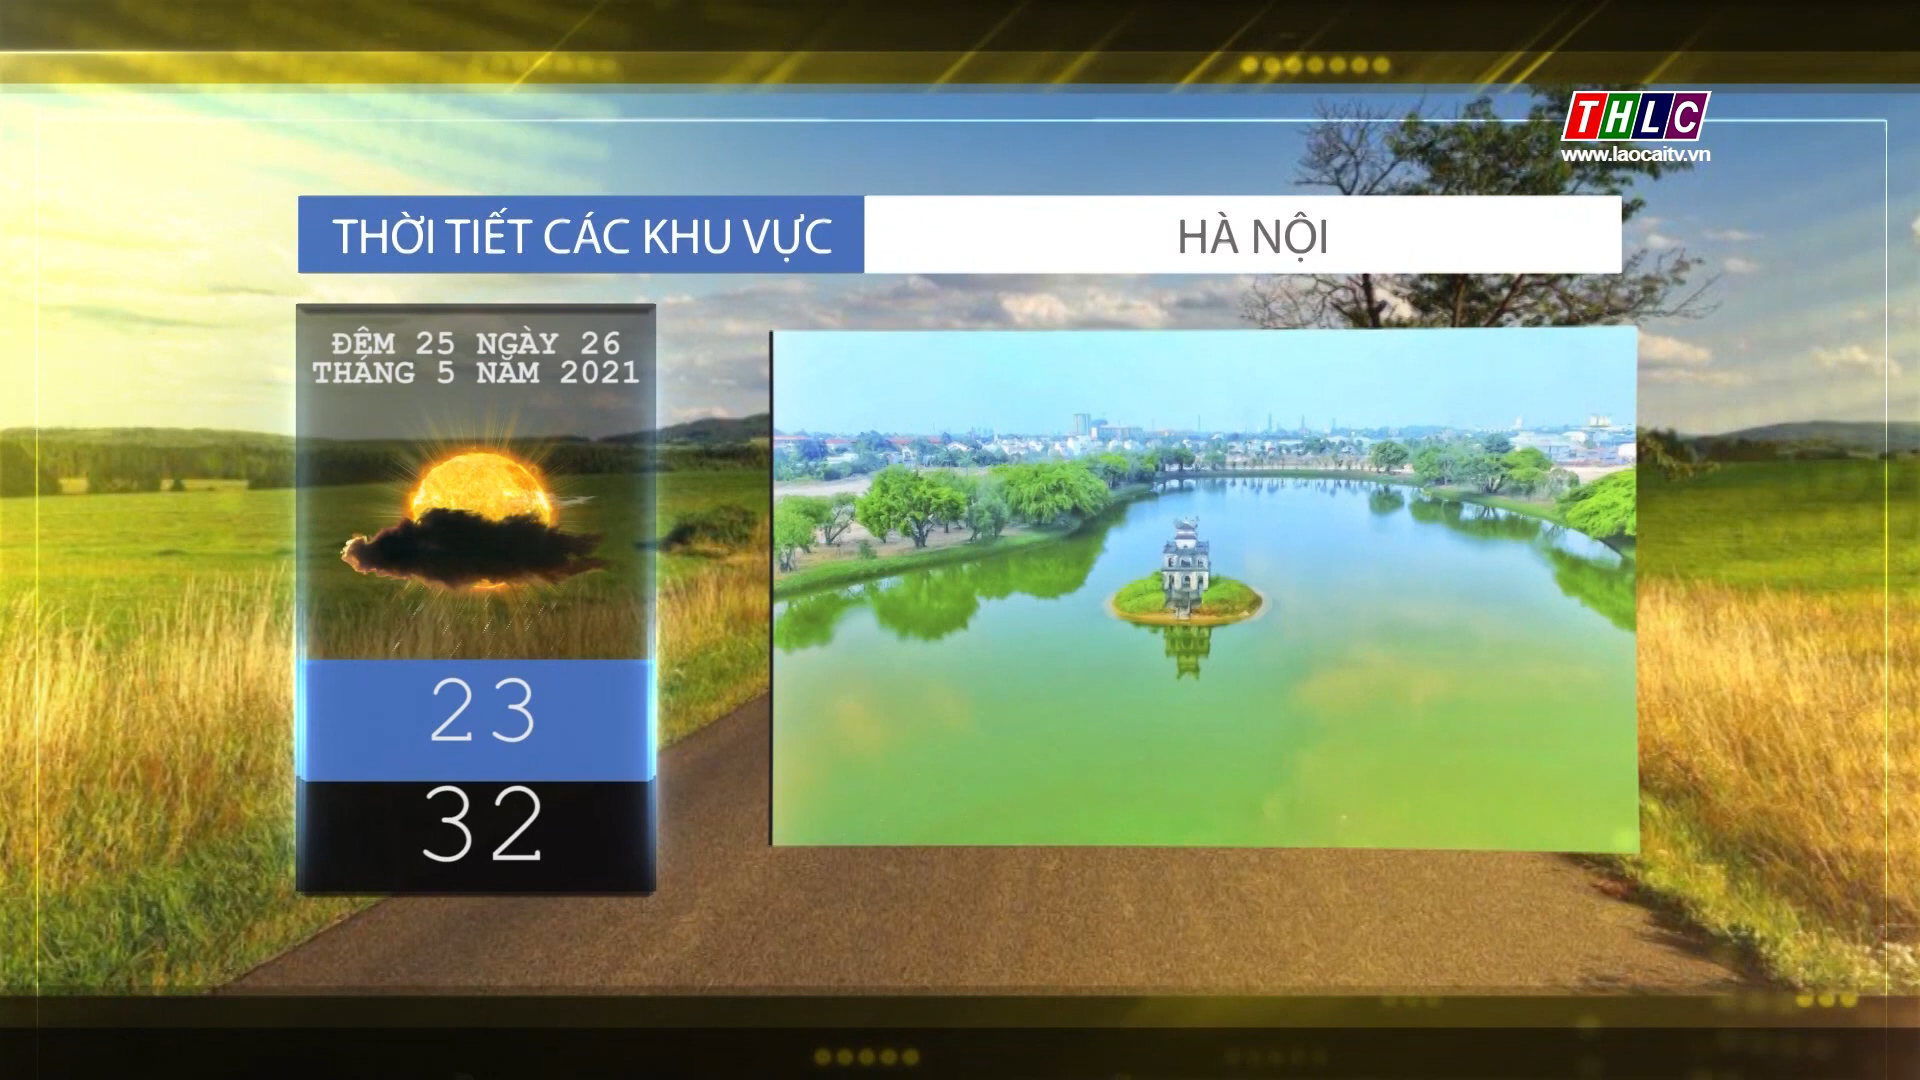 THLC
www.laocaitv.vn
THỜI TIẾT CÁC KHU VỰC
HÀ NỘI
ĐÊM 25 NGÀY 26
THÁNG 5 NĂM 2021
23
32